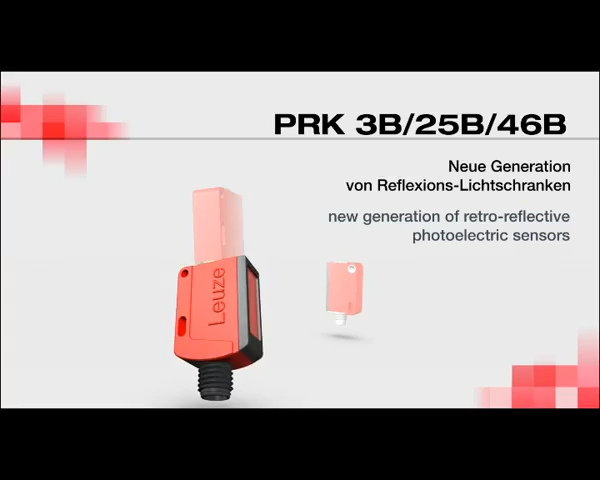 PRK 3B/25B/46B
Neue Generation
von Reflexions-Lichtschranken
new generation of retro-reflective
photoelectric sensors
Leuze